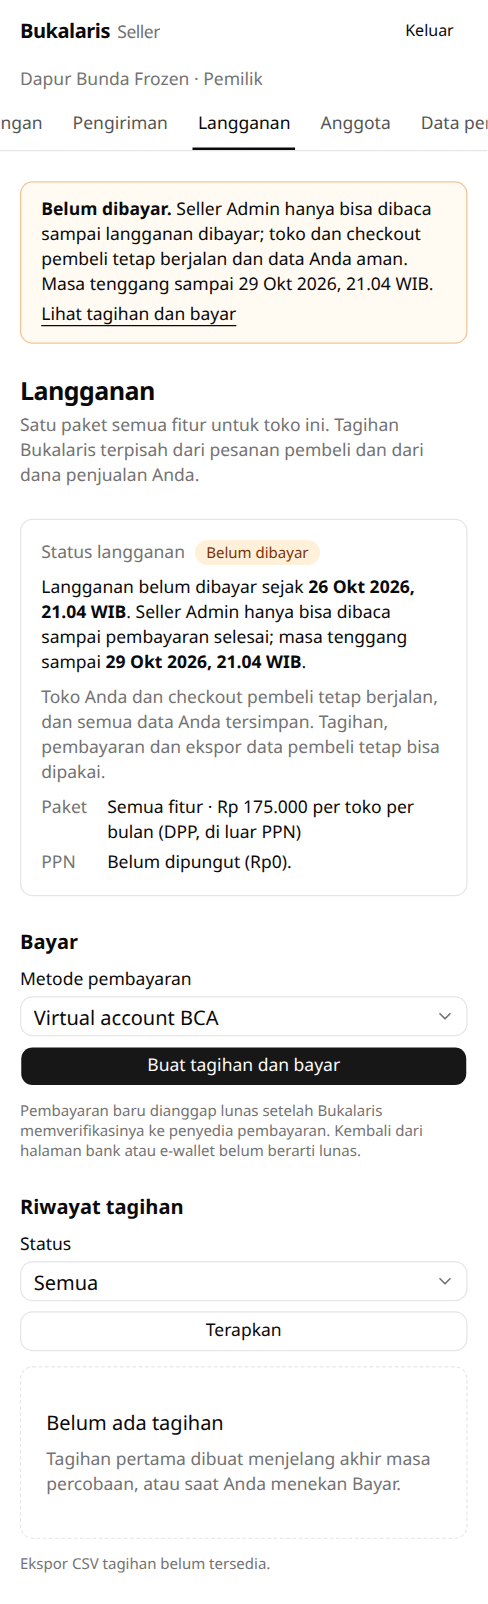 Bukalaris Seller
Keluar
Dapur Bunda Frozen · Pemilik
ngan Pengiriman Langganan Anggota Data pe
Belum dibayar. Seller Admin hanya bisa dibaca
sampai langganan dibayar; toko dan checkout
pembeli tetap berjalan dan data Anda aman.
Masa tenggang sampai 29 Okt 2026, 21.04 WIB.
Lihat tagihan dan bayar
Langganan
Satu paket semua fitur untuk toko ini. Tagihan
Bukalaris terpisah dari pesanan pembeli dan dari
dana penjualan Anda.
Status langganan Belum dibayar
Langganan belum dibayar sejak 26 Okt 2026,
21.04 WIB. Seller Admin hanya bisa dibaca
sampai pembayaran selesai; masa tenggang
sampai 29 Okt 2026, 21.04 WIB.
Toko Anda dan checkout pembeli tetap berjalan,
dan semua data Anda tersimpan. Tagihan,
pembayaran dan ekspor data pembeli tetap bisa
dipakai.
Paket Semua fitur · Rp 175.000 per toko per
bulan (DPP, di luar PPN)
PPN Belum dipungut (Rp0).
Bayar
Metode pembayaran
Virtual account BCA
Buat tagihan dan bayar
Pembayaran baru dianggap lunas setelah Bukalaris
memverifikasinya ke penyedia pembayaran. Kembali dari
halaman bank atau e-wallet belum berarti lunas.
Riwayat tagihan
Status
Semua
Terapkan
Belum ada tagihan
Tagihan pertama dibuat menjelang akhir masa
percobaan, atau saat Anda menekan Bayar.
Ekspor CSV tagihan belum tersedia.